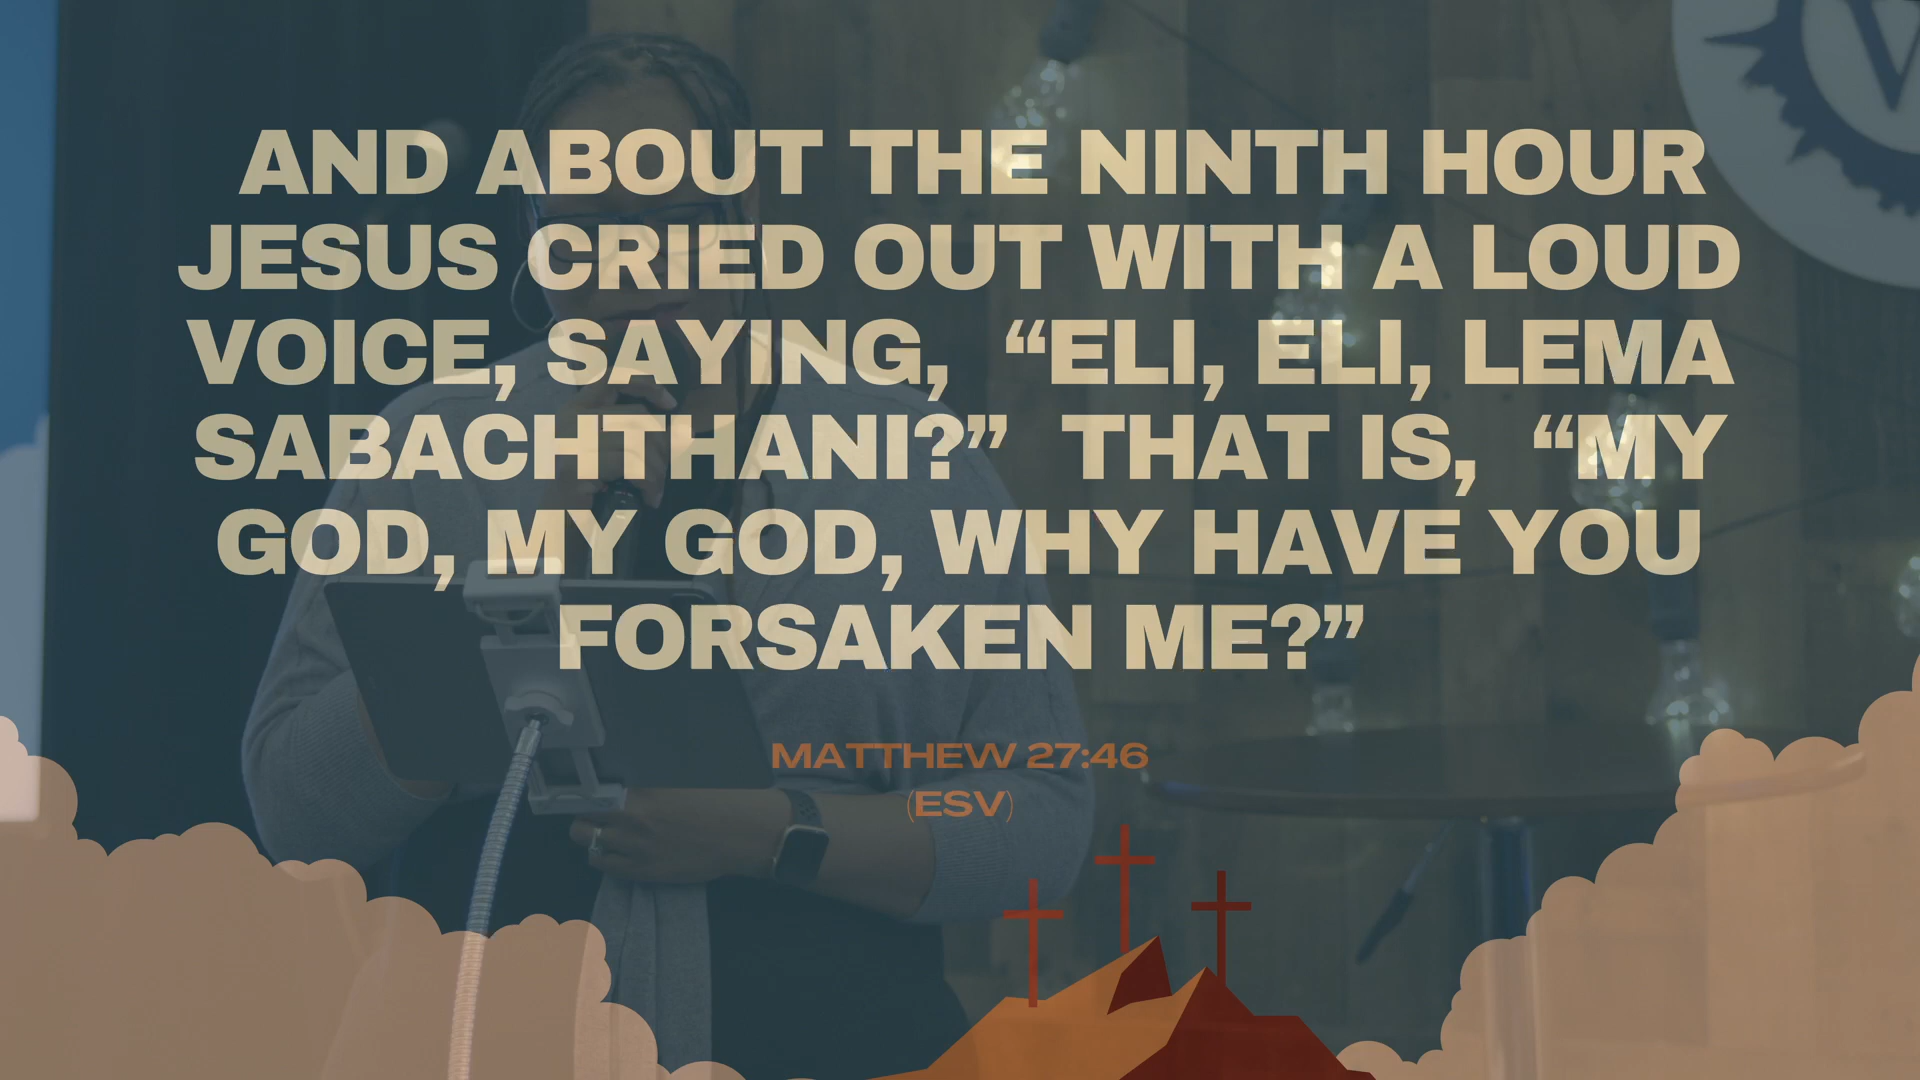 AND ABOUT THE NINTH HOUR
JESUS CRIED OUT WITH A LOUD
VOICE, SAYING, “ELI, ELI, LEMA
SABACHTHANI?” THAT IS, “MY
GOD, MY GOD, WHY HAVE YOU
FORSAKEN ME?”
MATTHEW 27:46
(ESV)